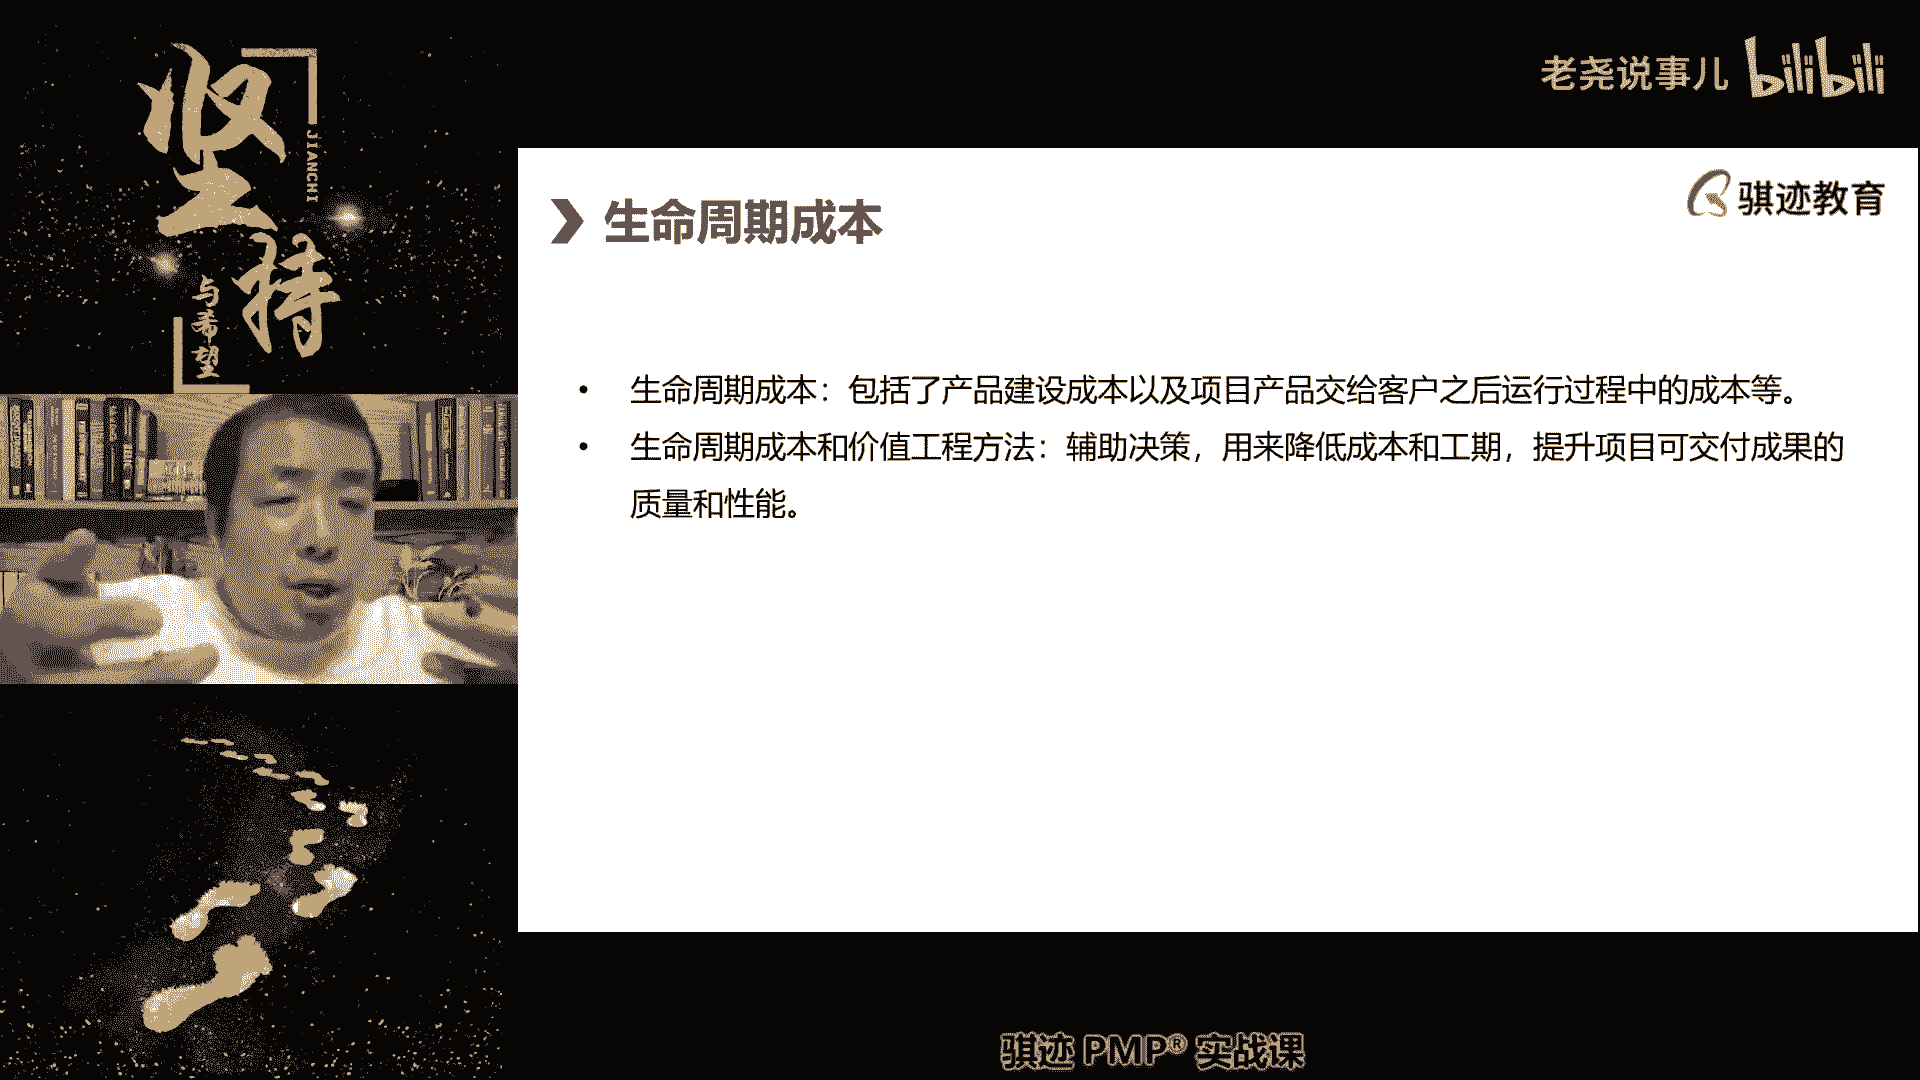 坚持
JIANCHI
与希望
老尧说事儿 bilibili
骐迹教育
生命周期成本
• 生命周期成本：包括了产品建设成本以及项目产品交给客户之后运行过程中的成本等。
• 生命周期成本和价值工程方法：辅助决策，用来降低成本和工期，提升项目可交付成果的
质量和性能。
骐迹 PMP® 实战课